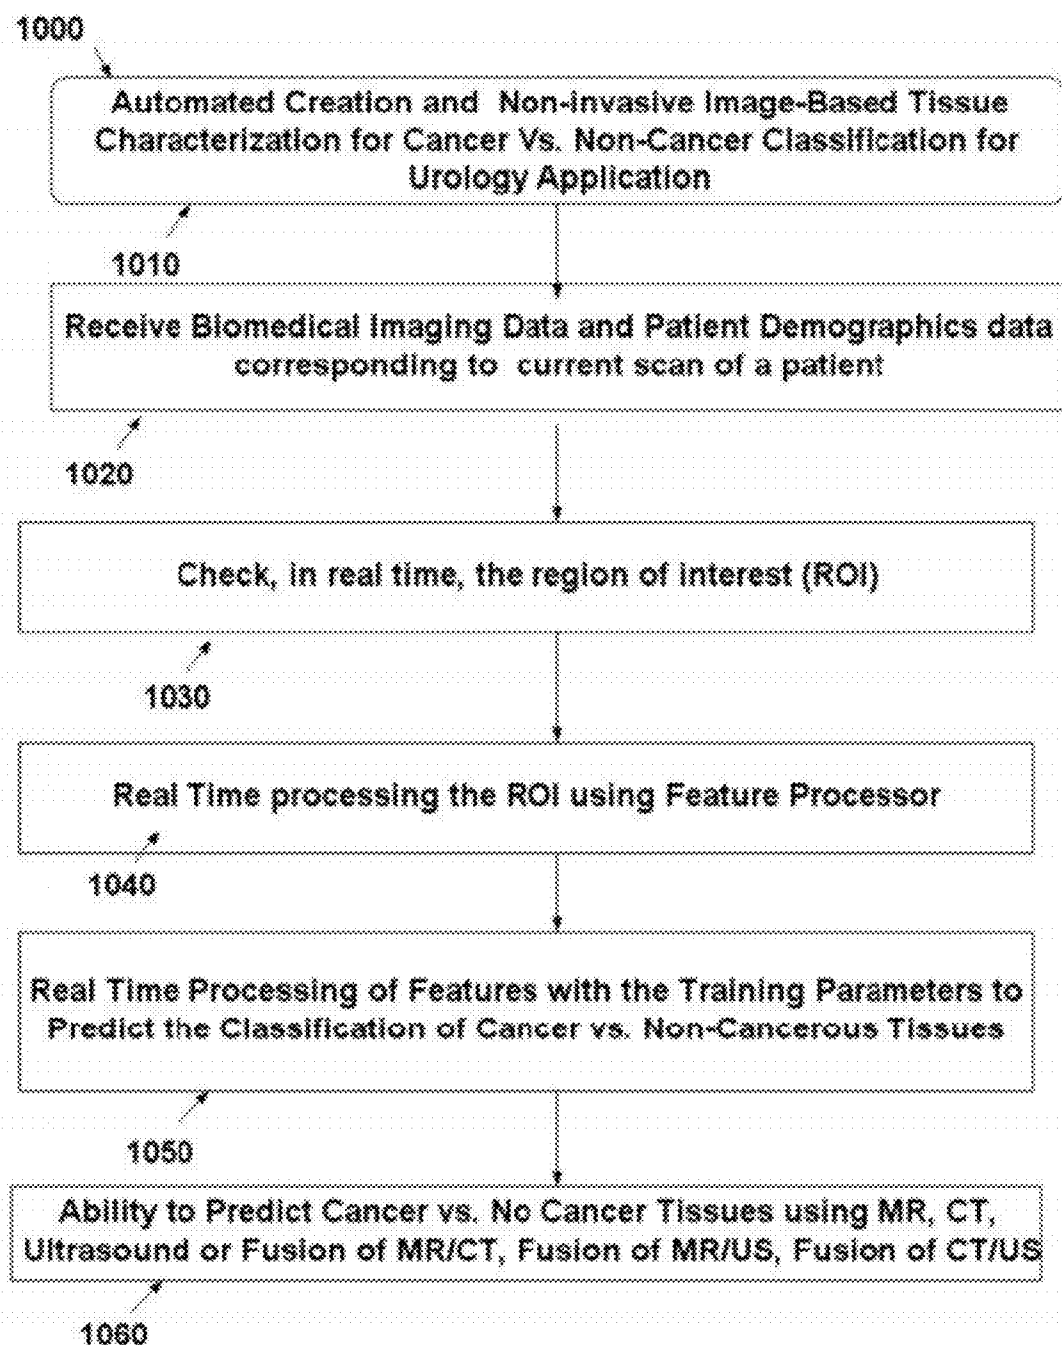 1000
Automated Creation and Non-invasive Image-Based Tissue
Characterization for Cancer Vs. Non-Cancer Classification for
Urology Application
1010
Receive Biomedical Imaging Data and Patient Demographics data
corresponding to current scan of a patient
1020
Check, in real time, the region of interest (ROI)
1030
Real Time processing the ROI using Feature Processor
1040
Real Time Processing of Features with the Training Parameters to
Predict the Classification of Cancer vs. Non-Cancerous Tissues
1050
Ability to Predict Cancer vs. No Cancer Tissues using MR, CT,
Ultrasound or Fusion of MR/CT, Fusion of MR/US, Fusion of CT/US
1060